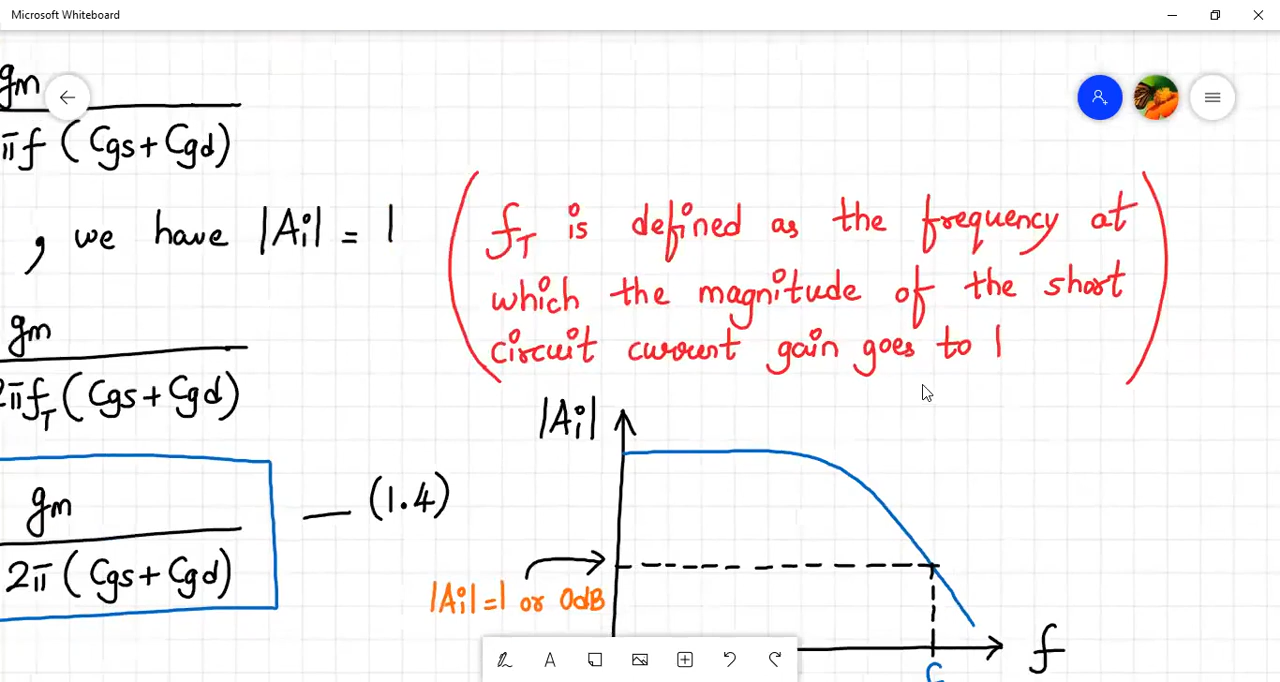 Microsoft Whiteboard
gm
πf (Cgs + Cgd)
, we have |Ai| = 1
( fT is defined as the frequency at
which the magnitude of the short
circuit current gain goes to 1 )
gm
2πfT (Cgs + Cgd)
gm
2π (Cgs + Cgd)
— (1.4)
|Ai|
|Ai| = 1 or 0dB
f